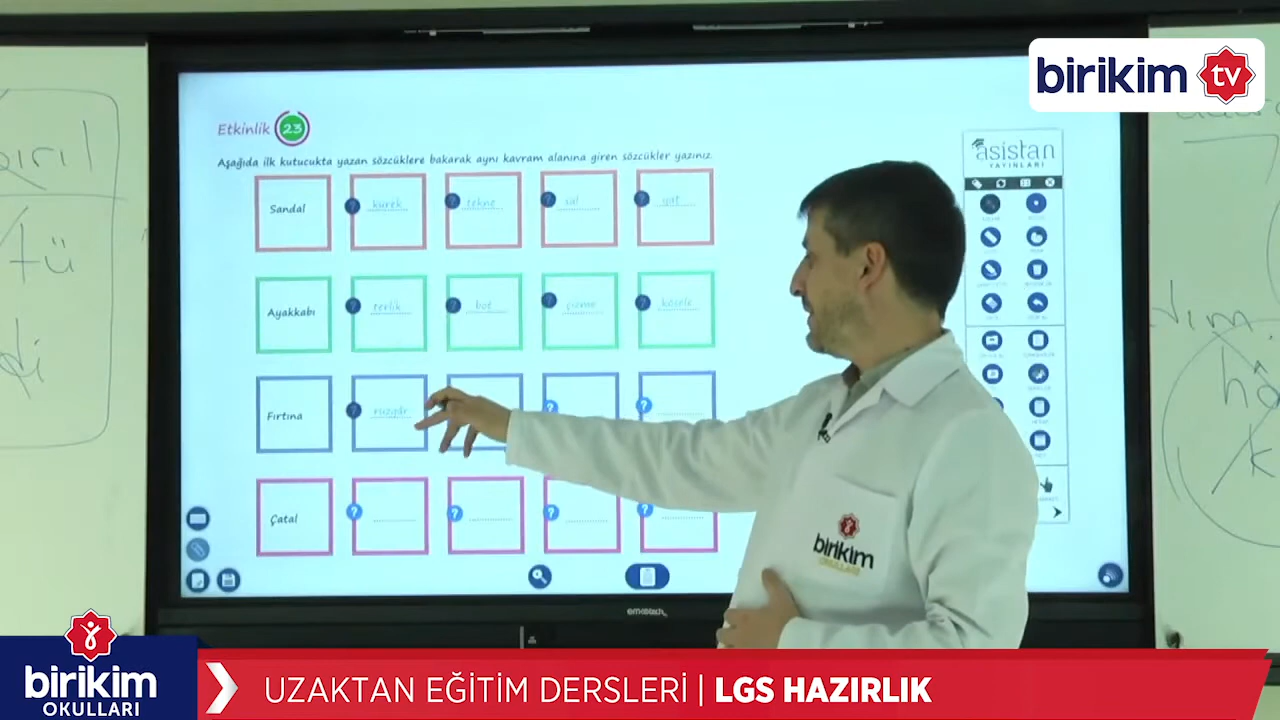 birikim tv
Etkinlik 23
Aşağıda ilk kutucukta yazan sözcüklere bakarak aynı kavram alanına giren sözcükler yazınız.
asistan
YAYINLARI
Sandal kürek tekne sal yat
Ayakkabı terlik bot çizme kösele
Fırtına rüzgâr
Çatal
birikim
OKULLARI
birikim
OKULLARI
UZAKTAN EĞİTİM DERSLERİ | LGS HAZIRLIK